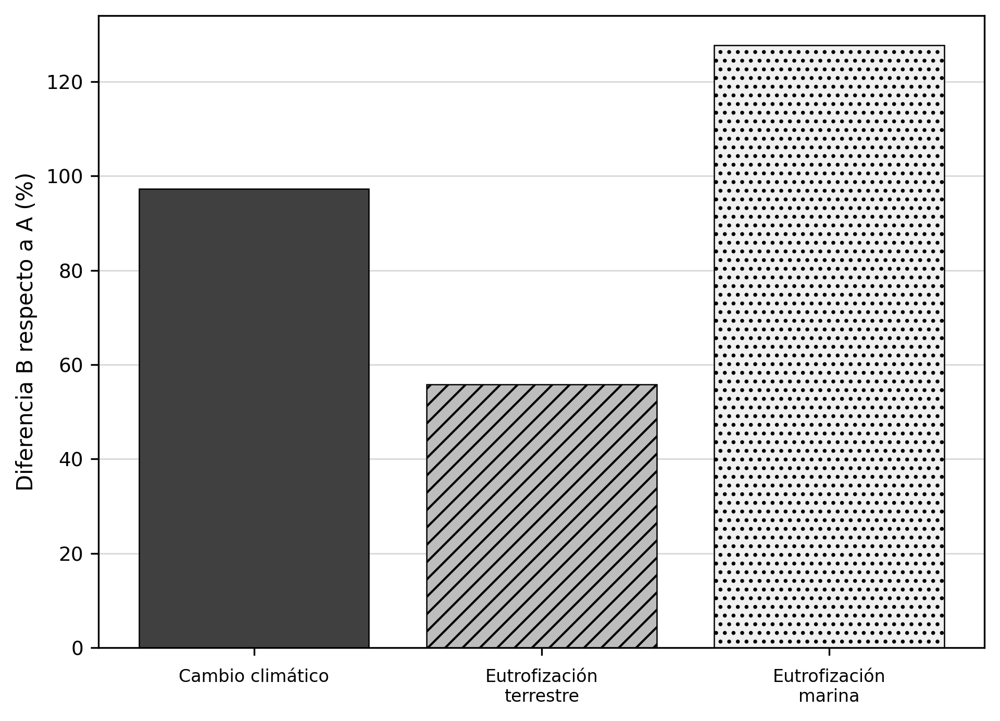 Diferencia B respecto a A (%)
120
100
80
60
40
20
0
Cambio climático
Eutrofización
terrestre
Eutrofización
marina